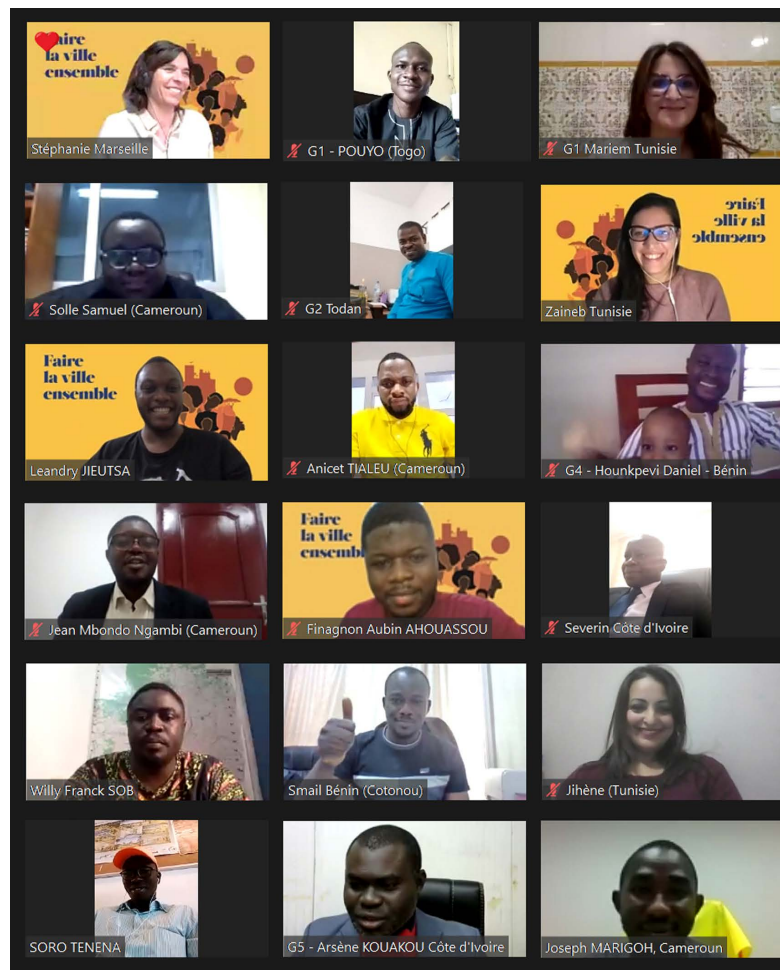 Faire
la ville
ensemble
Stéphanie Marseille
G1 - POUYO (Togo)
G1 Mariem Tunisie
Solle Samuel (Cameroun)
G2 Todan
Faire
la ville
ensemble
Zaineb Tunisie
Faire
la ville
ensemble
Leandry JIEUTSA
Anicet TIALEU (Cameroun)
G4 - Hounkpevi Daniel - Bénin
Jean Mbondo Ngambi (Cameroun)
Faire
la ville
ensembl
Finagnon Aubin AHOUASSOU
Severin Côte d'Ivoire
Willy Franck SOB
Smail Bénin (Cotonou)
Jihène (Tunisie)
SORO TENENA
G5 - Arsène KOUAKOU Côte d'Ivoire
Joseph MARIGOH, Cameroun